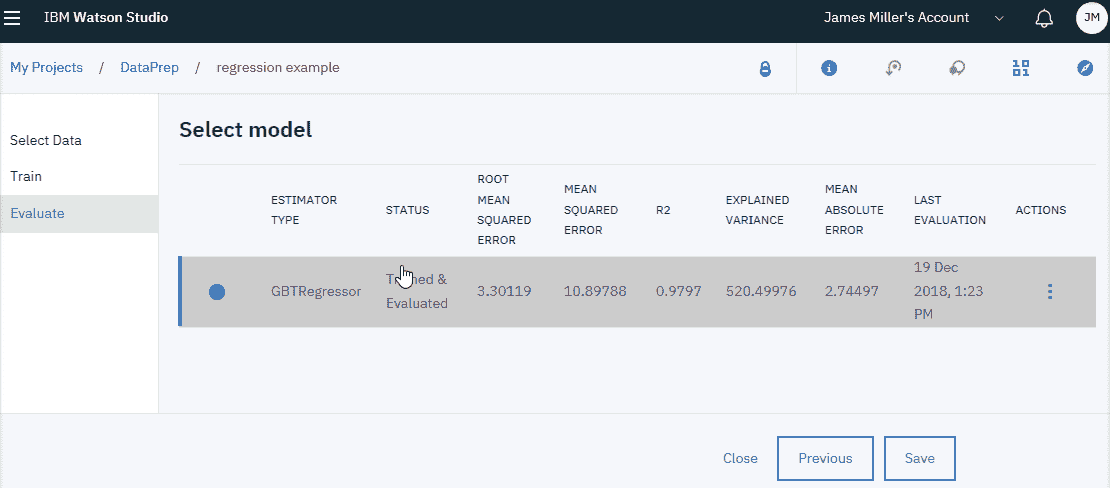 IBM Watson Studio
James Miller's Account
JM
My Projects / DataPrep / regression example
Select Data
Train
Evaluate
Select model
ESTIMATOR
TYPE
STATUS
ROOT
MEAN
SQUARED
ERROR
MEAN
SQUARED
ERROR
R2
EXPLAINED
VARIANCE
MEAN
ABSOLUTE
ERROR
LAST
EVALUATION
ACTIONS
GBTRegressor
&
Evaluated
3.30119
10.89788
0.9797
520.49976
2.74497
19 Dec
2018, 1:23
PM
Close
Previous
Save